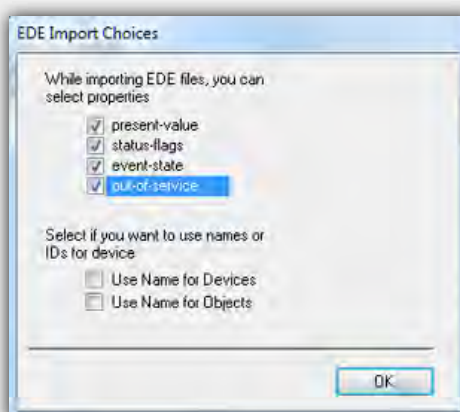 EDE Import Choices
While importing EDE files, you can
select properties
present-value
status-flags
event-state
out-of-service
Select if you want to use names or
IDs for device
Use Name for Devices
Use Name for Objects
OK